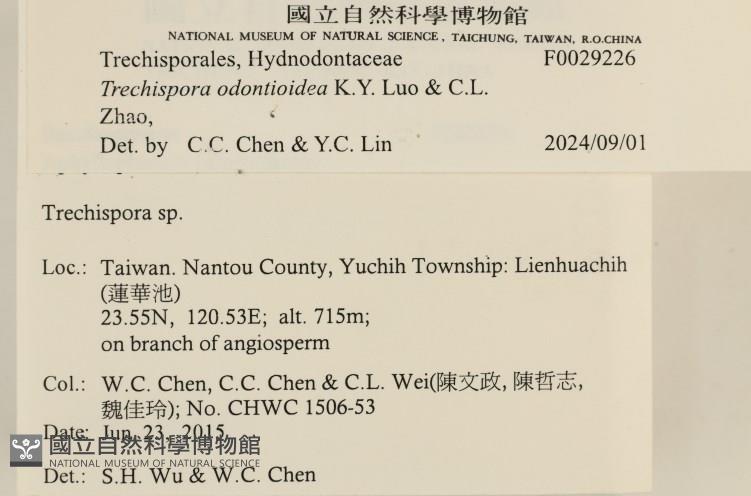 國立自然科學博物館
NATIONAL MUSEUM OF NATURAL SCIENCE, TAICHUNG, TAIWAN, R.O.CHINA
Trechisporales, Hydnodontaceae F0029226
Trechispora odontioidea K.Y. Luo & C.L.
Zhao,
Det. by C.C. Chen & Y.C. Lin 2024/09/01
Trechispora sp.
Loc.: Taiwan. Nantou County, Yuchih Township: Lienhuachih
(蓮華池)
23.55N, 120.53E; alt. 715m;
on branch of angiosperm
Col.: W.C. Chen, C.C. Chen & C.L. Wei(陳文政, 陳哲志,
魏佳玲); No. CHWC 1506-53
Date: Jun. 23, 2015
國立自然科學博物館
NATIONAL MUSEUM OF NATURAL SCIENCE
Det.: S.H. Wu & W.C. Chen